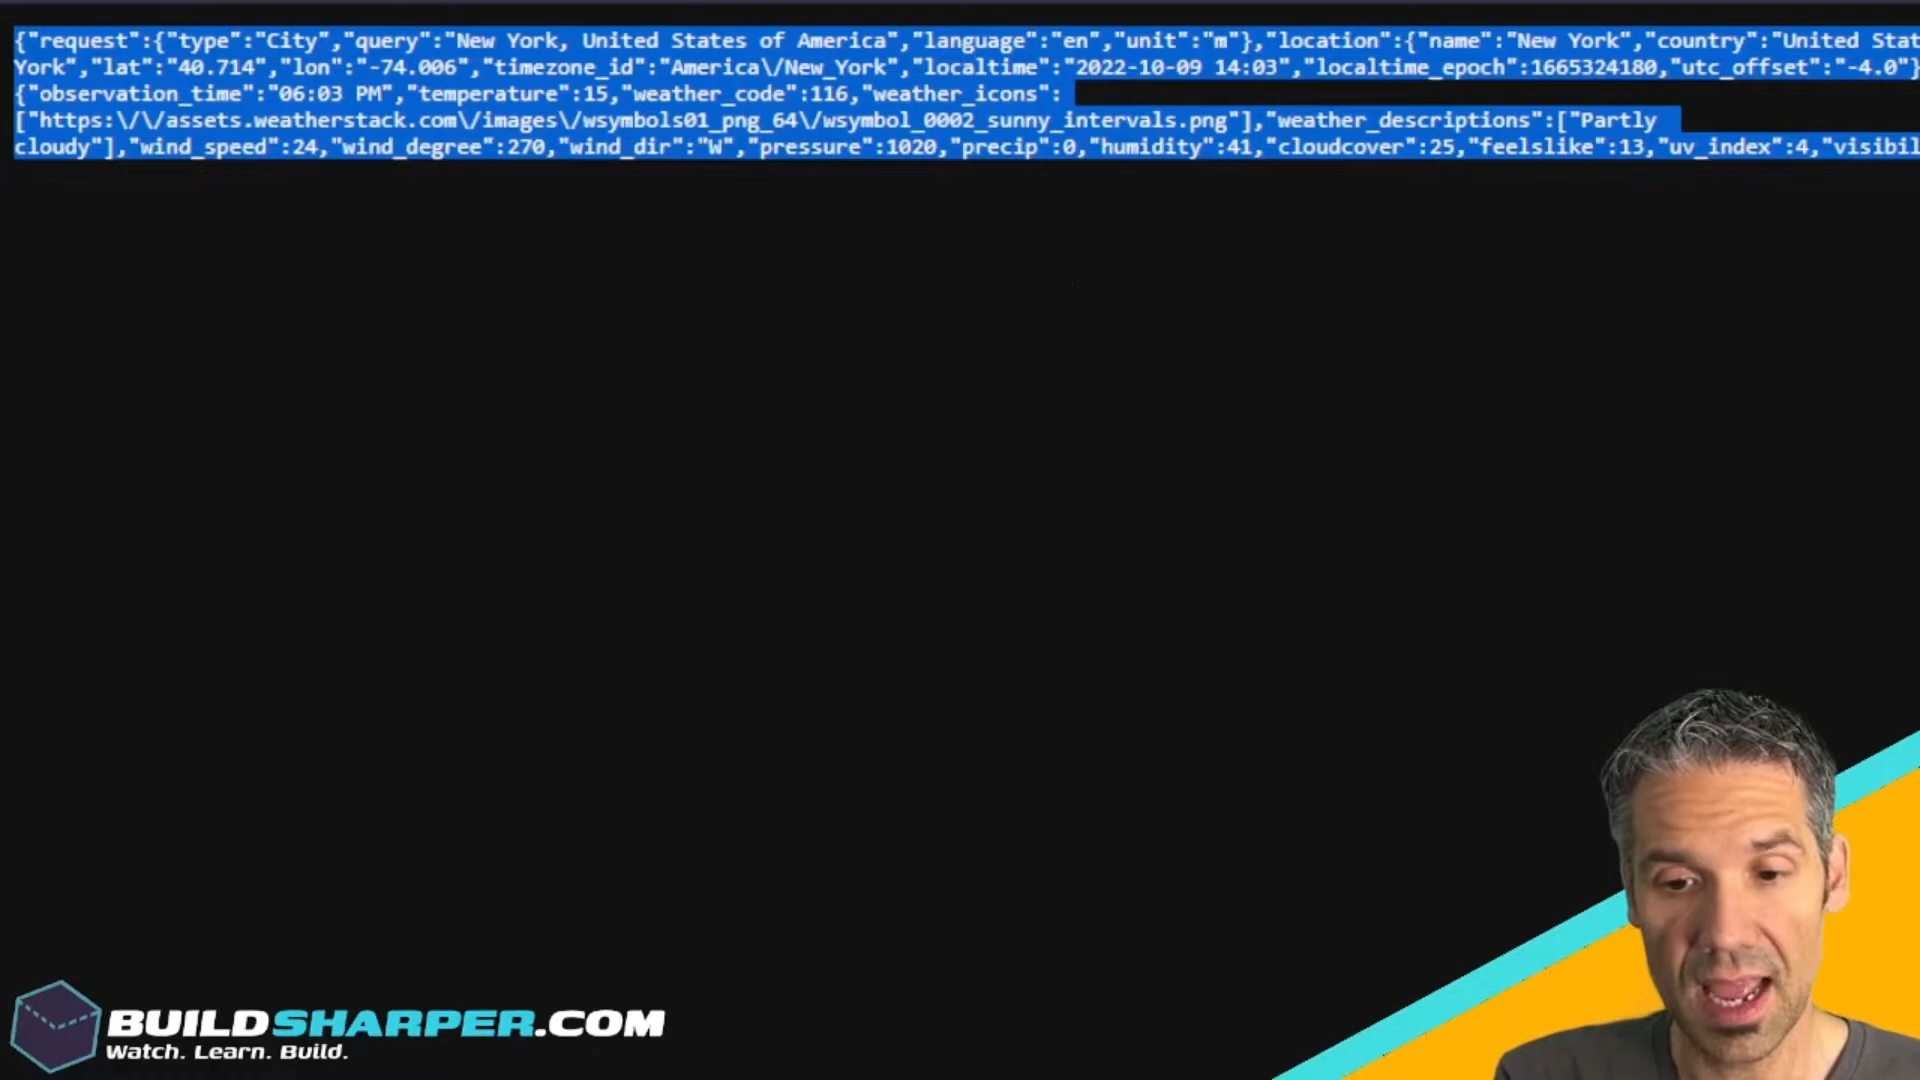 {"request":{"type":"City","query":"New York, United States of America","language":"en","unit":"m"},"location":{"name":"New York","country":"United Stat
York","lat":"40.714","lon":"-74.006","timezone_id":"America\/New_York","localtime":"2022-10-09 14:03","localtime_epoch":1665324180,"utc_offset":"-4.0"}
{"observation_time":"06:03 PM","temperature":15,"weather_code":116,"weather_icons":
["https:\/\/assets.weatherstack.com\/images\/wsymbols01_png_64\/wsymbol_0002_sunny_intervals.png"],"weather_descriptions":["Partly
cloudy"],"wind_speed":24,"wind_degree":270,"wind_dir":"W","pressure":1020,"precip":0,"humidity":41,"cloudcover":25,"feelslike":13,"uv_index":4,"visibil
BUILDSHARPER.COM
Watch. Learn. Build.